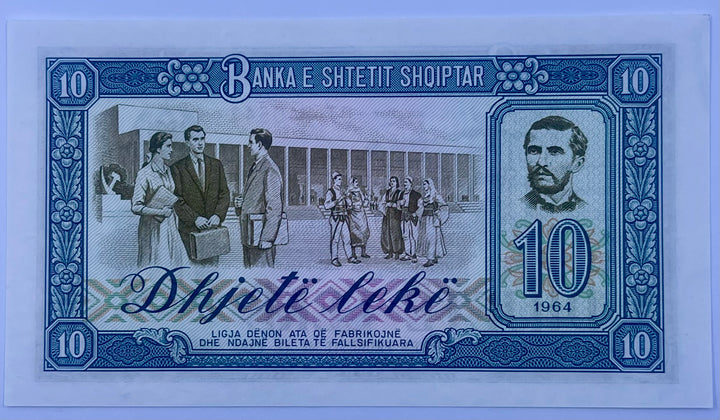 10
BANKA E SHTETIT SHQIPTAR
10
Dhjetë lekë
10
1964
LIGJA DËNON ATA QË FABRIKOJNË
DHE NDAJNË BILETA TË FALLSIFIKUARA
10
10